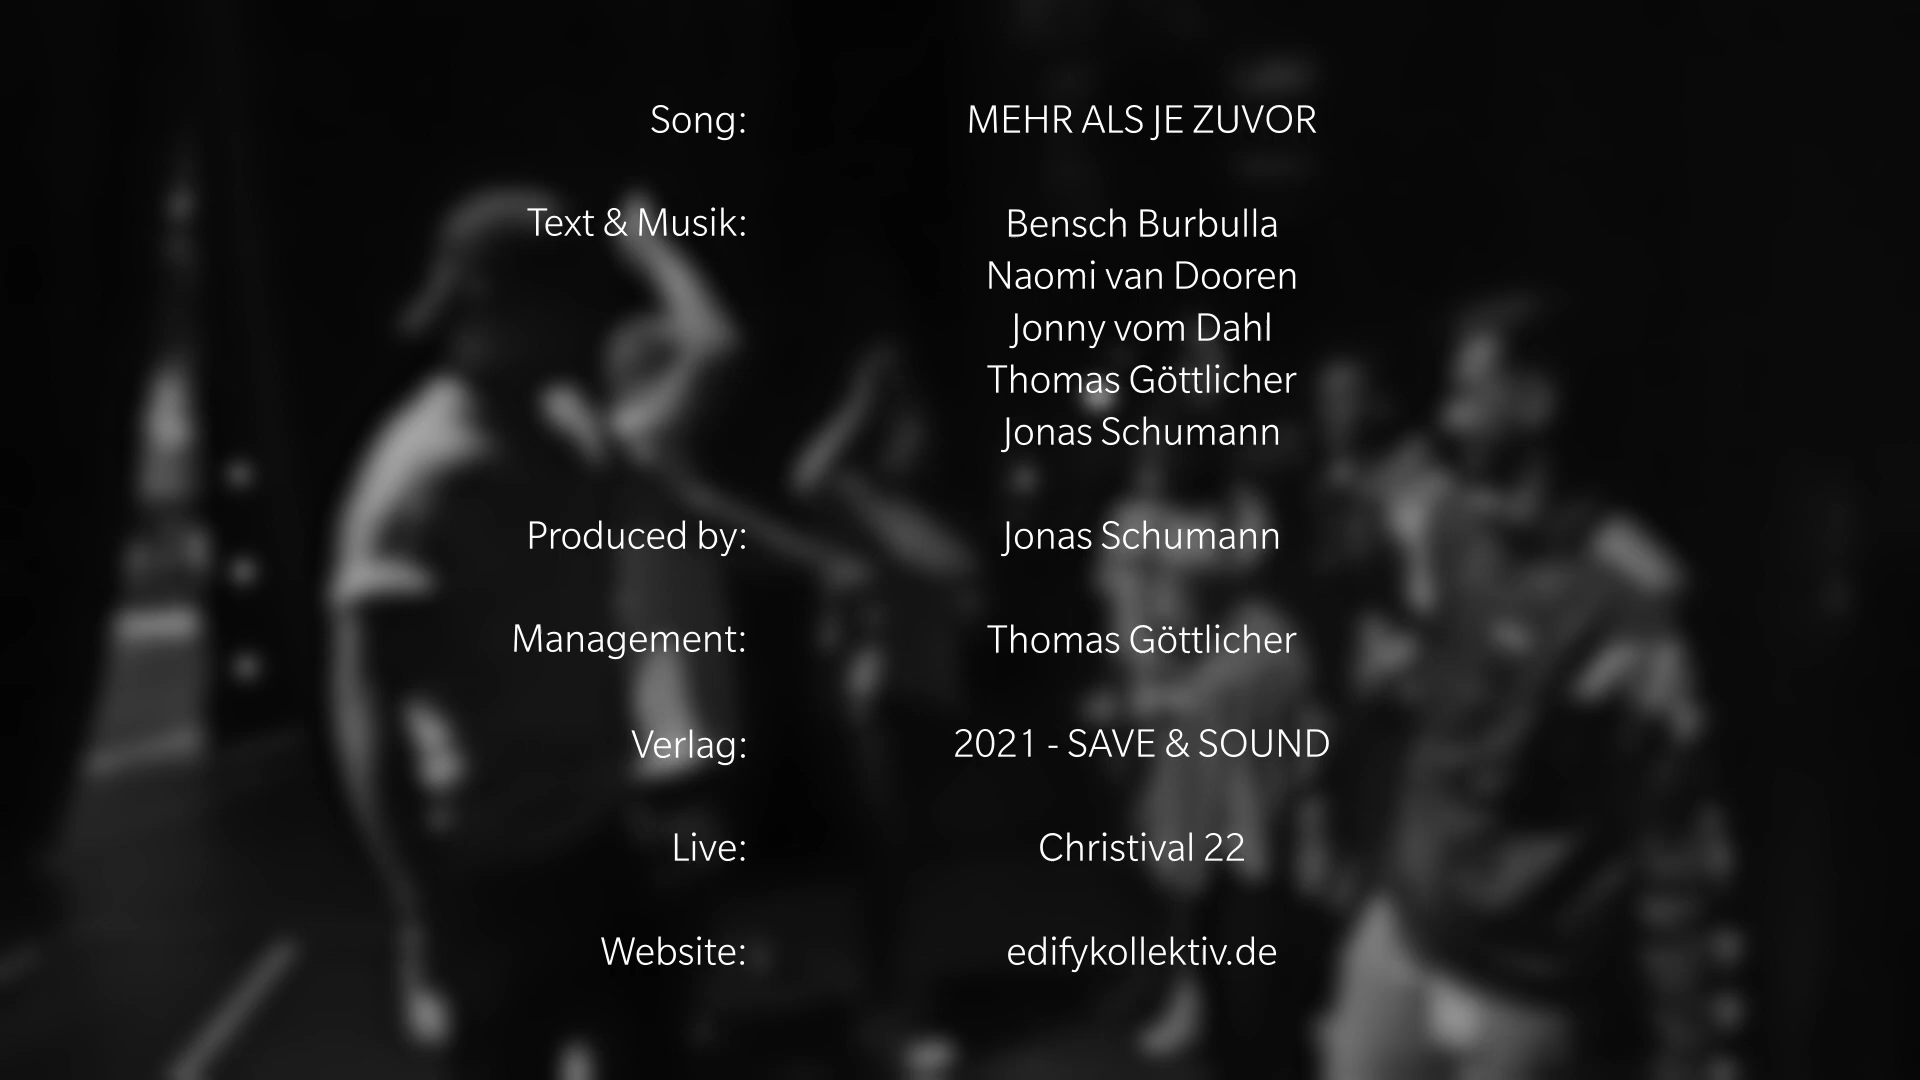 Song: MEHR ALS JE ZUVOR
Text & Musik: Bensch Burbulla
Naomi van Dooren
Jonny vom Dahl
Thomas Göttlicher
Jonas Schumann
Produced by: Jonas Schumann
Management: Thomas Göttlicher
Verlag: 2021 - SAVE & SOUND
Live: Christival 22
Website: edifykollektiv.de